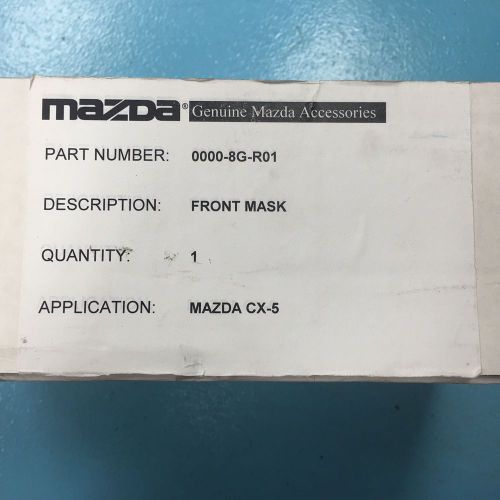 mazda® Genuine Mazda Accessories
PART NUMBER: 0000-8G-R01
DESCRIPTION: FRONT MASK
QUANTITY: 1
APPLICATION: MAZDA CX-5